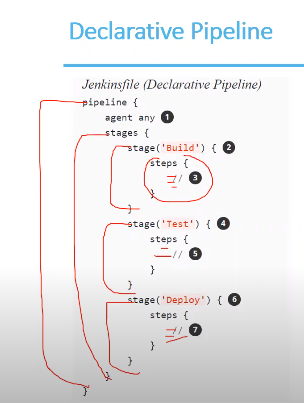 Declarative Pipeline
Jenkinsfile (Declarative Pipeline)
pipeline {
agent any 1
stages {
stage('Build') { 2
steps {
// 3
}
}
stage('Test') { 4
steps {
// 5
}
}
stage('Deploy') { 6
steps {
// 7
}
}
}
}